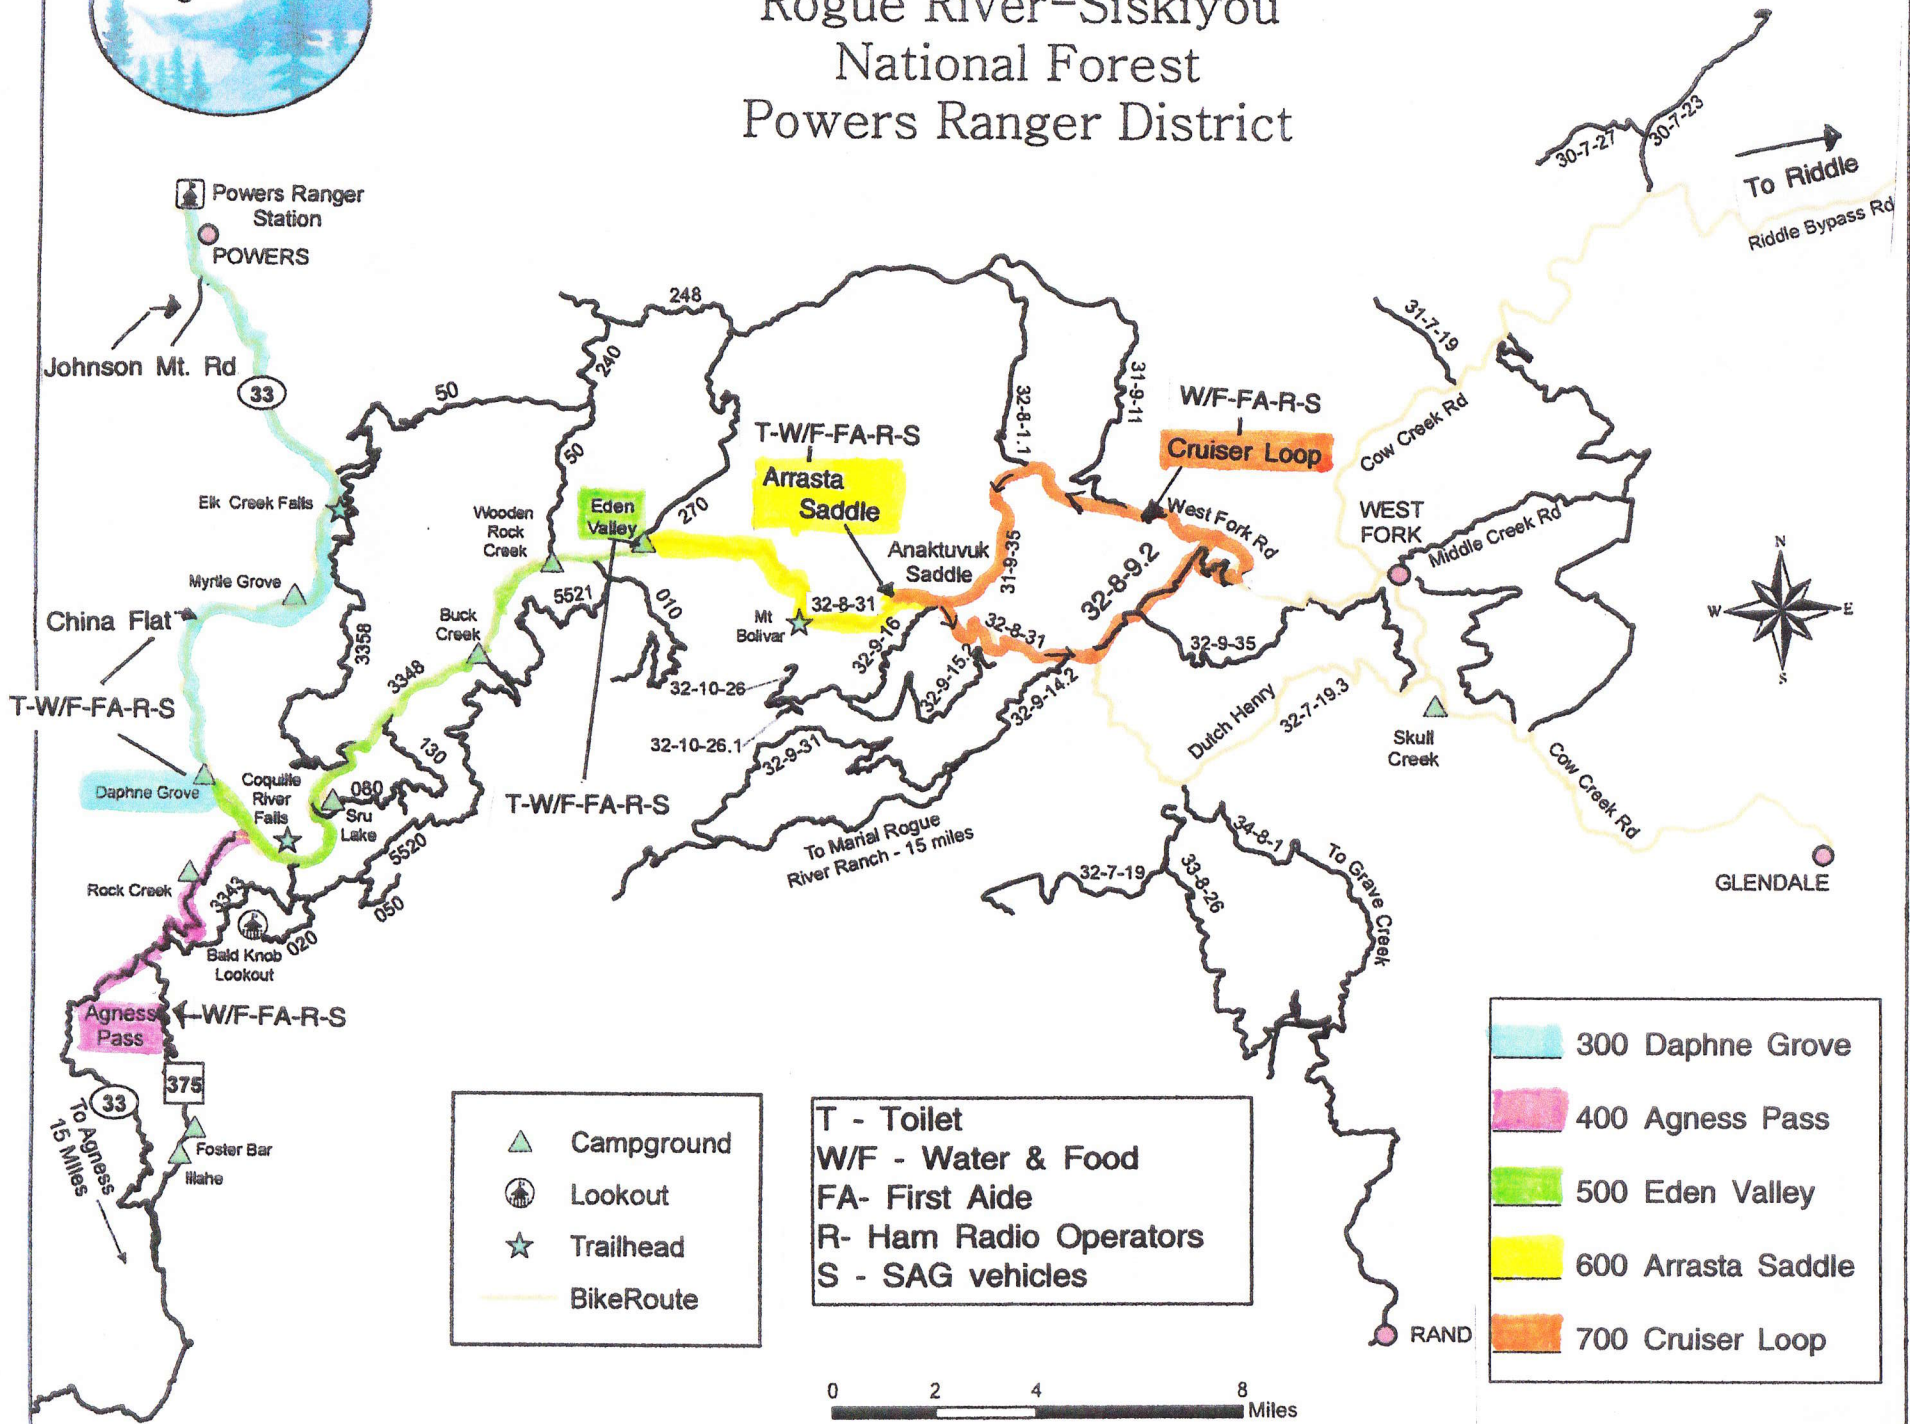 Rogue River-Siskiyou
National Forest
Powers Ranger District
30-7-27
30-7-23
To Riddle
Riddle Bypass Rd
Powers Ranger
Station
POWERS
Johnson Mt. Rd
33
248
240
50
50
270
32-8-1.1
31-9-11
31-7-19
Cow Creek Rd
W/F-FA-R-S
Cruiser Loop
T-W/F-FA-R-S
Arrasta
Saddle
Elk Creek Falls
Wooden
Rock
Creek
Eden
Valley
West Fork Rd
WEST
FORK
Middle Creek Rd
Anaktuvuk
Saddle
31-9-35
32-8-9.2
Myrtle Grove
China Flat
3358
Buck
Creek
5521
010
Mt
Bolivar
32-8-31
32-9-16
32-8-31
32-9-35
N
W
E
S
3348
T-W/F-FA-R-S
32-10-26
32-9-15.2
32-9-14.2
32-10-26.1
32-9-31
Dutch Henry
32-7-19.3
Skull
Creek
Cow Creek Rd
130
080
Daphne Grove
Coquille
River
Falls
Sru
Lake
T-W/F-FA-R-S
To Marial Rogue
River Ranch - 15 miles
5520
Rock Creek
3343
050
020
Bald Knob
Lookout
32-7-19
33-8-26
34-8-1
To Grave Creek
GLENDALE
Agness
Pass
W/F-FA-R-S
375
33
To Agness
15 Miles
Foster Bar
Illahe
Campground
Lookout
Trailhead
BikeRoute
T - Toilet
W/F - Water & Food
FA- First Aide
R- Ham Radio Operators
S - SAG vehicles
RAND
300 Daphne Grove
400 Agness Pass
500 Eden Valley
600 Arrasta Saddle
700 Cruiser Loop
0 2 4 8
Miles